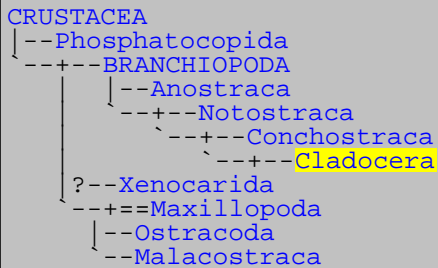 CRUSTACEA
|--Phosphatocopida
`--+--BRANCHIOPODA
   |  |--Anostraca
   |  `--+--Notostraca
   |     `--+--Conchostraca
   |        `--+--Cladocera
   |?--Xenocarida
   `--+==Maxillopoda
      |--Ostracoda
      `--Malacostraca